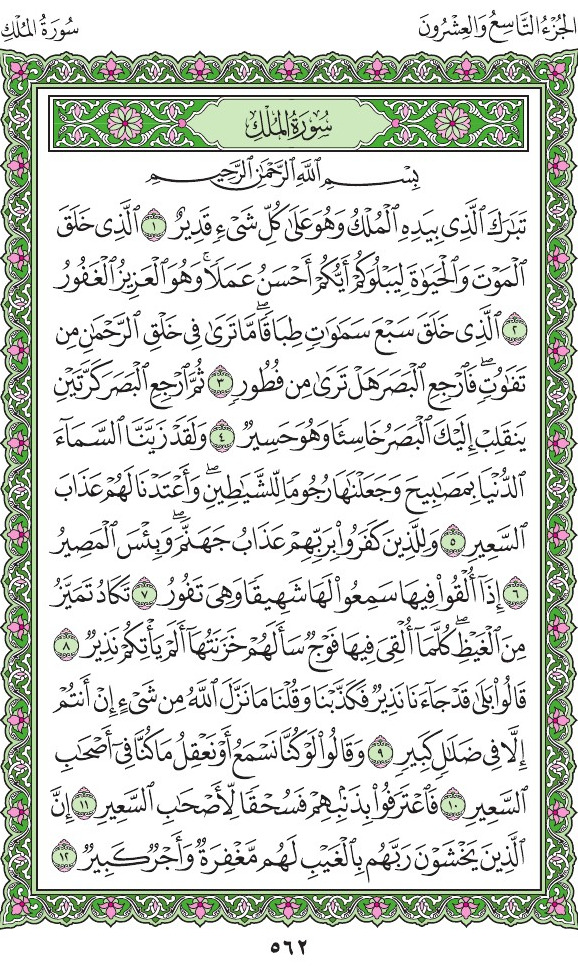 الجُزْءُ التَّاسِعُ وَالعِشْرُونَ
سُورَةُ المُلْكِ
سُورَةُ المُلْكِ
بِسْمِ اللَّهِ الرَّحْمَٰنِ الرَّحِيمِ
تَبَٰرَكَ ٱلَّذِى بِيَدِهِ ٱلْمُلْكُ وَهُوَ عَلَىٰ كُلِّ شَىْءٍ قَدِيرٌ ١ ٱلَّذِى خَلَقَ
ٱلْمَوْتَ وَٱلْحَيَوٰةَ لِيَبْلُوَكُمْ أَيُّكُمْ أَحْسَنُ عَمَلًا ۚ وَهُوَ ٱلْعَزِيزُ ٱلْغَفُورُ
٢ ٱلَّذِى خَلَقَ سَبْعَ سَمَٰوَٰتٍ طِبَاقًا ۖ مَّا تَرَىٰ فِى خَلْقِ ٱلرَّحْمَٰنِ مِن
تَفَٰوُتٍ ۖ فَٱرْجِعِ ٱلْبَصَرَ هَلْ تَرَىٰ مِن فُطُورٍ ٣ ثُمَّ ٱرْجِعِ ٱلْبَصَرَ كَرَّتَيْنِ
يَنقَلِبْ إِلَيْكَ ٱلْبَصَرُ خَاسِئًا وَهُوَ حَسِيرٌ ٤ وَلَقَدْ زَيَّنَّا ٱلسَّمَآءَ
ٱلدُّنْيَا بِمَصَٰبِيحَ وَجَعَلْنَٰهَا رُجُومًا لِّلشَّيَٰطِينِ ۖ وَأَعْتَدْنَا لَهُمْ عَذَابَ
ٱلسَّعِيرِ ٥ وَلِلَّذِينَ كَفَرُوا۟ بِرَبِّهِمْ عَذَابُ جَهَنَّمَ ۖ وَبِئْسَ ٱلْمَصِيرُ
٦ إِذَآ أُلْقُوا۟ فِيهَا سَمِعُوا۟ لَهَا شَهِيقًا وَهِىَ تَفُورُ ٧ تَكَادُ تَمَيَّزُ
مِنَ ٱلْغَيْظِ ۖ كُلَّمَآ أُلْقِىَ فِيهَا فَوْجٌ سَأَلَهُمْ خَزَنَتُهَآ أَلَمْ يَأْتِكُمْ نَذِيرٌ ٨
قَالُوا۟ بَلَىٰ قَدْ جَآءَنَا نَذِيرٌ فَكَذَّبْنَا وَقُلْنَا مَا نَزَّلَ ٱللَّهُ مِن شَىْءٍ إِنْ أَنتُمْ
إِلَّا فِى ضَلَٰلٍ كَبِيرٍ ٩ وَقَالُوا۟ لَوْ كُنَّا نَسْمَعُ أَوْ نَعْقِلُ مَا كُنَّا فِىٓ أَصْحَٰبِ
ٱلسَّعِيرِ ١٠ فَٱعْتَرَفُوا۟ بِذَنۢبِهِمْ فَسُحْقًا لِّأَصْحَٰبِ ٱلسَّعِيرِ ١١ إِنَّ
ٱلَّذِينَ يَخْشَوْنَ رَبَّهُم بِٱلْغَيْبِ لَهُم مَّغْفِرَةٌ وَأَجْرٌ كَبِيرٌ ١٢
٥٦٢